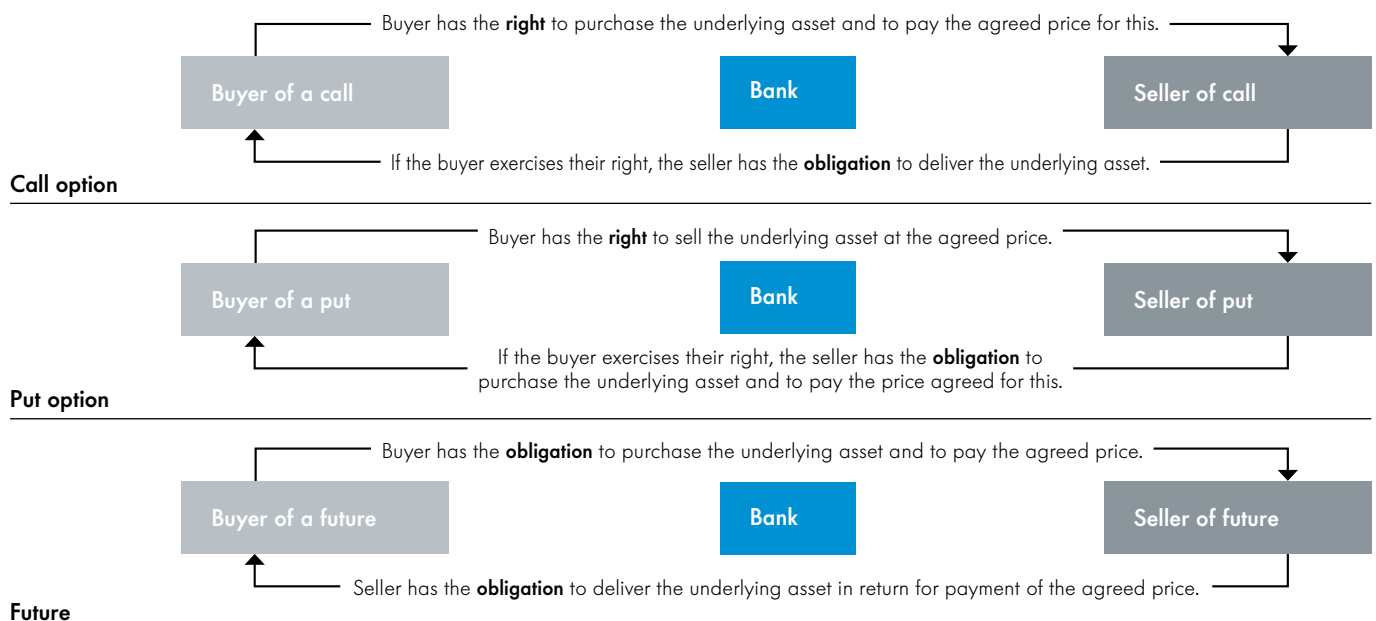 Buyer has the right to purchase the underlying asset and to pay the agreed price for this.
Buyer of a call
Bank
Seller of call
If the buyer exercises their right, the seller has the obligation to deliver the underlying asset.
Call option
Buyer has the right to sell the underlying asset at the agreed price.
Buyer of a put
Bank
Seller of put
If the buyer exercises their right, the seller has the obligation to
purchase the underlying asset and to pay the price agreed for this.
Put option
Buyer has the obligation to purchase the underlying asset and to pay the agreed price.
Buyer of a future
Bank
Seller of future
Seller has the obligation to deliver the underlying asset in return for payment of the agreed price.
Future